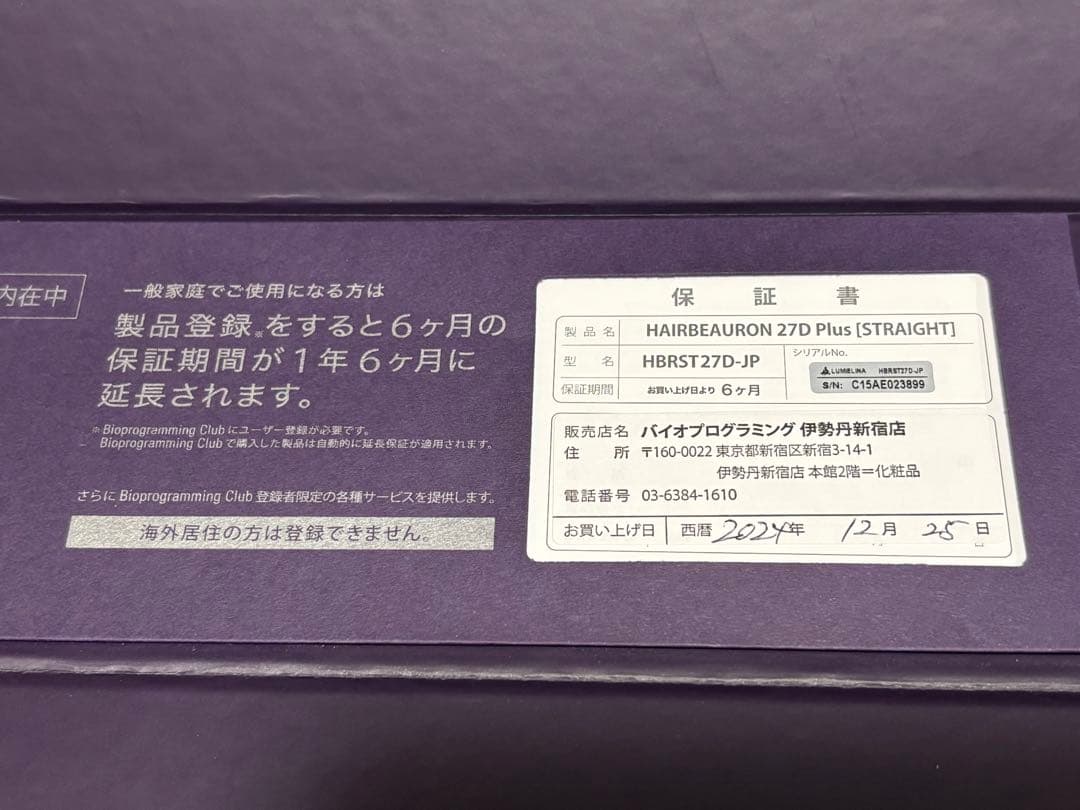 内在中
一般家庭でご使用になる方は
製品登録※をすると6ヶ月の
保証期間が1年6ヶ月に
延長されます。
※Bioprogramming Clubにユーザー登録が必要です。
Bioprogramming Clubで購入した製品は自動的に延長保証が適用されます。
さらにBioprogramming Club登録者限定の各種サービスを提供します。
海外居住の方は登録できません。
保証書
製品名 HAIRBEAURON 27D Plus [STRAIGHT]
型名 HBRST27D-JP
シリアルNo.
LUMIELINA HBRST27D-JP
S/N: C15AE023899
保証期間 お買い上げ日より 6ヶ月
販売店名 バイオプログラミング 伊勢丹新宿店
住所 〒160-0022 東京都新宿区新宿3-14-1
伊勢丹新宿店 本館2階=化粧品
電話番号 03-6384-1610
お買い上げ日 西暦 2024年 12月 25日